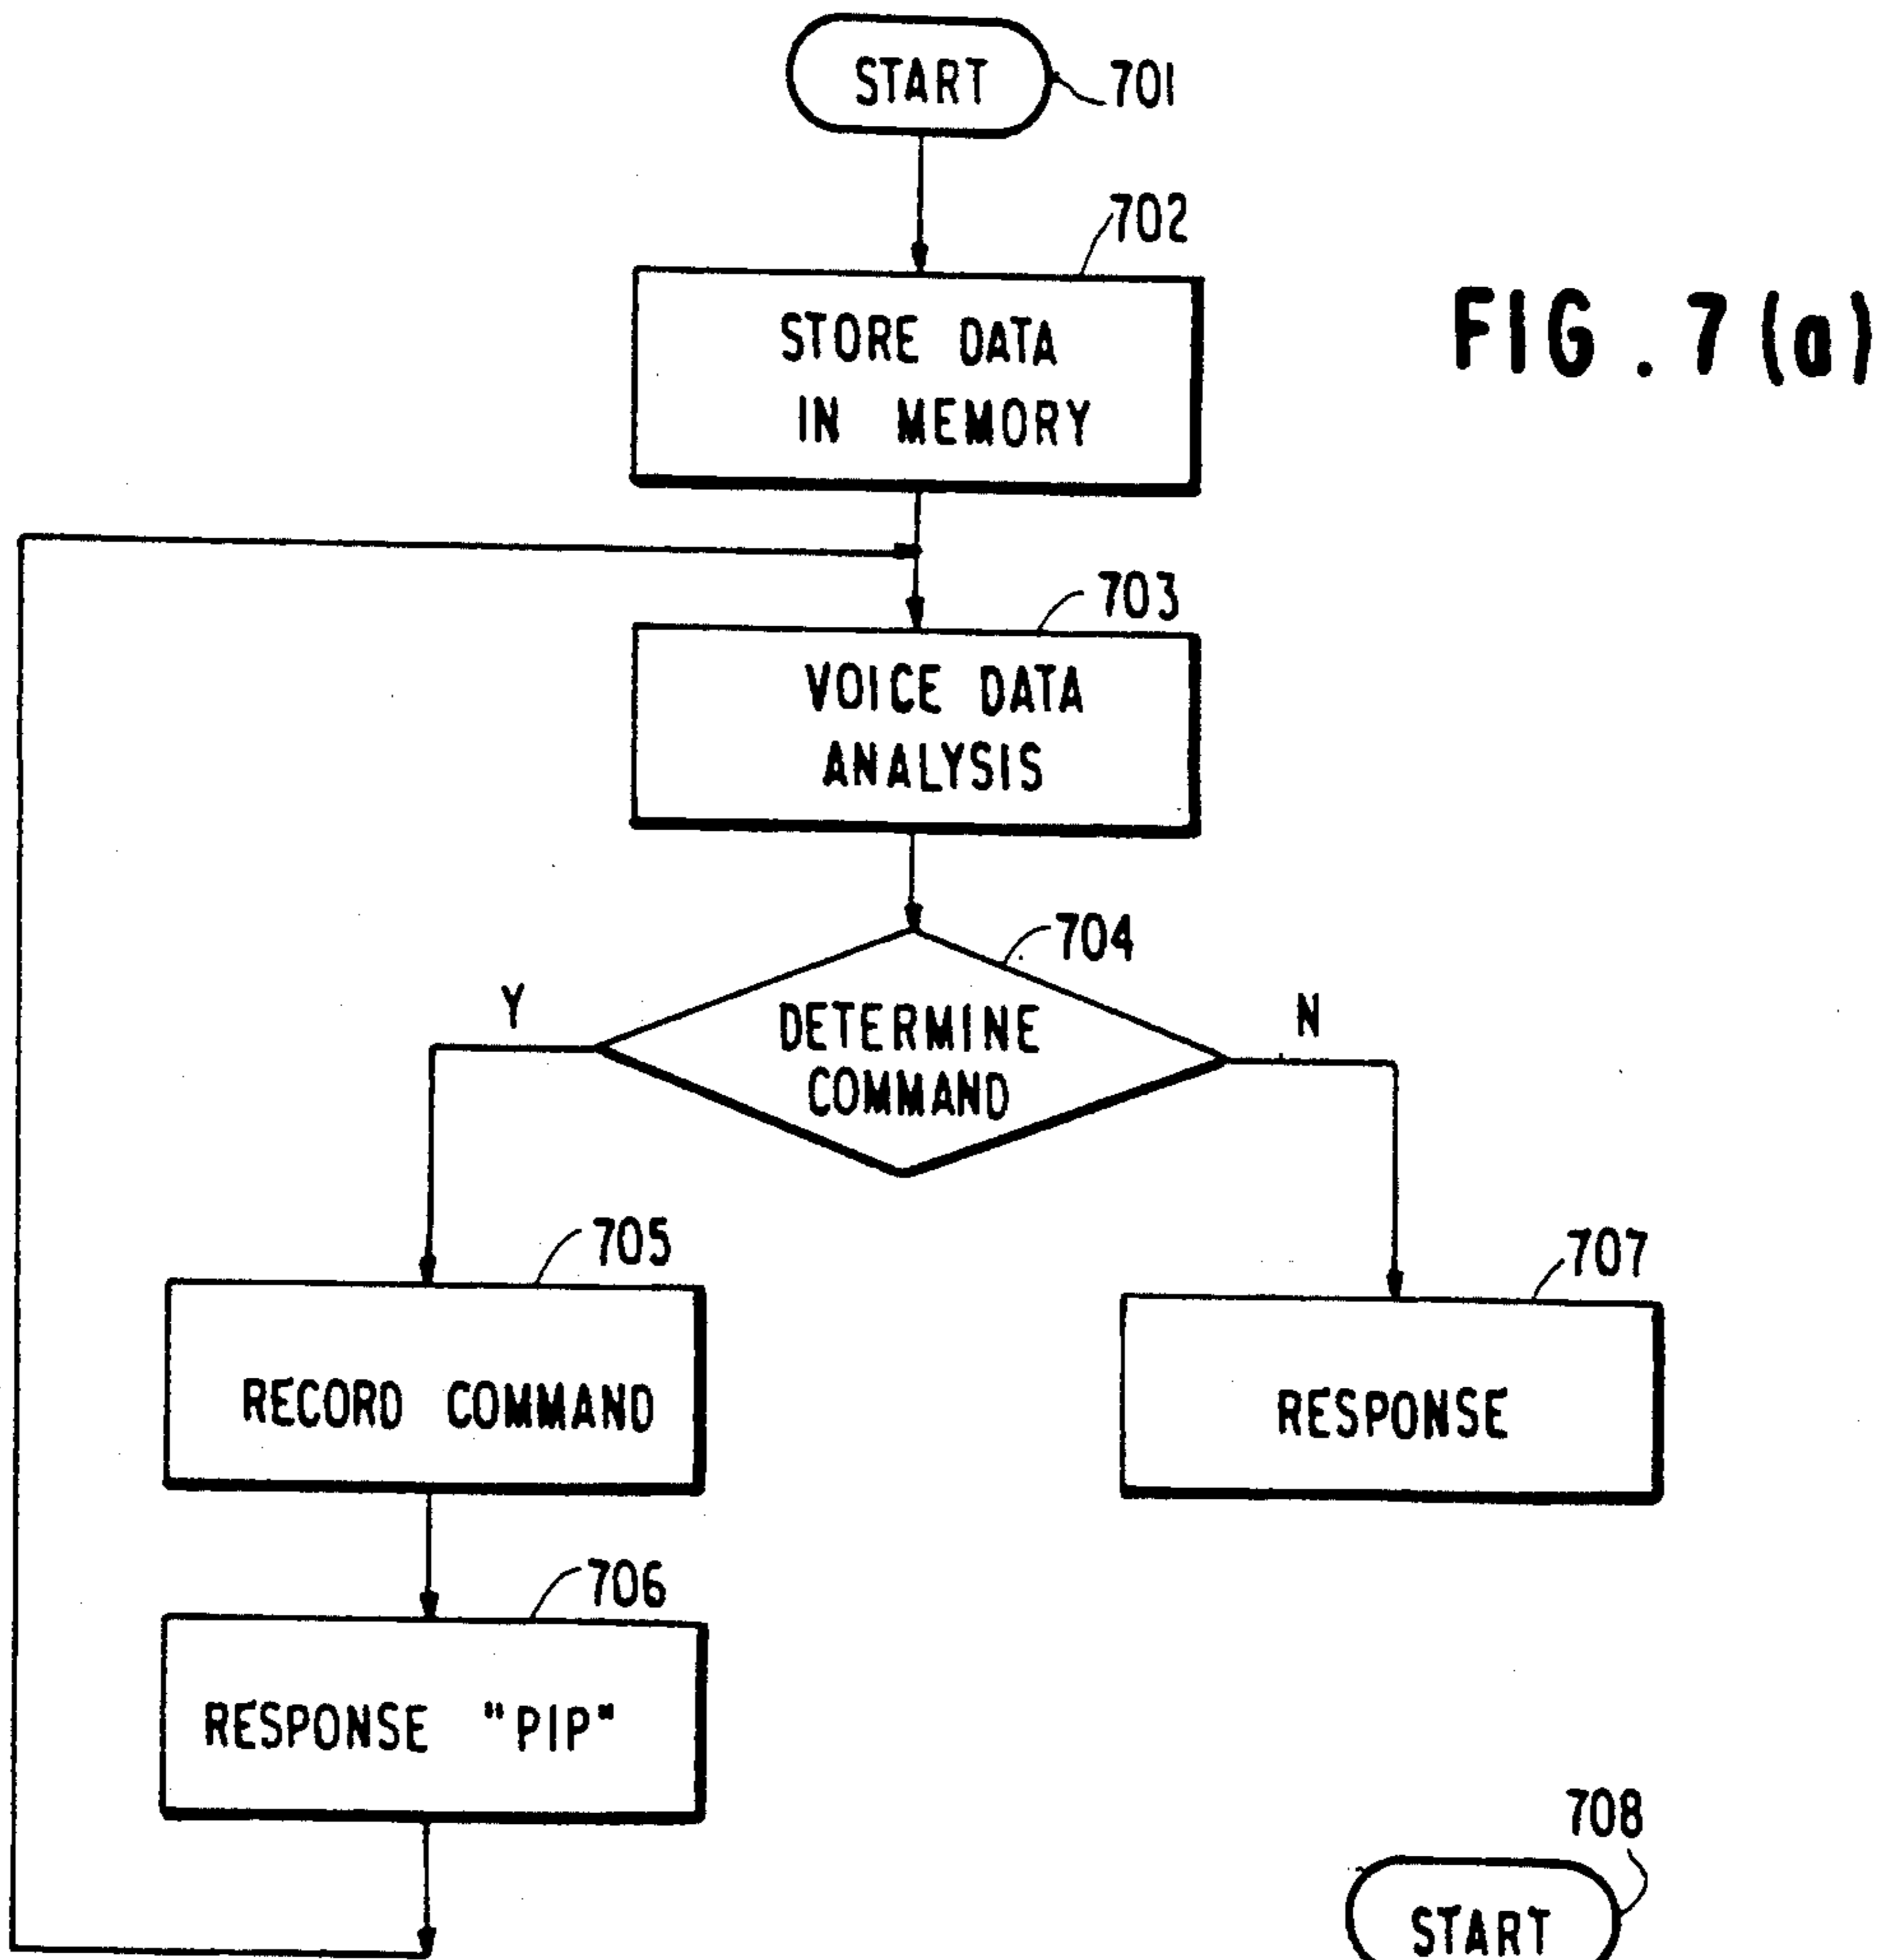 START
701
702
STORE DATA
IN MEMORY
FIG. 7(a)
703
VOICE DATA
ANALYSIS
704
Y
DETERMINE
COMMAND
N
705
RECORD COMMAND
707
RESPONSE
706
RESPONSE "PIP"
708
START